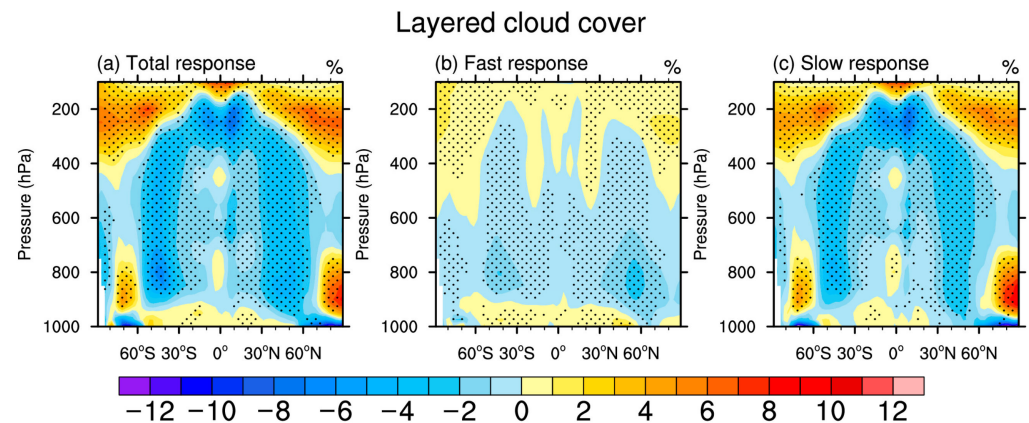 Layered cloud cover
(a) Total response %
(b) Fast response %
(c) Slow response %
Pressure (hPa)
200
400
600
800
1000
60°S 30°S 0° 30°N 60°N
Pressure (hPa)
200
400
600
800
1000
60°S 30°S 0° 30°N 60°N
Pressure (hPa)
200
400
600
800
1000
60°S 30°S 0° 30°N 60°N
−12 −10 −8 −6 −4 −2 0 2 4 6 8 10 12